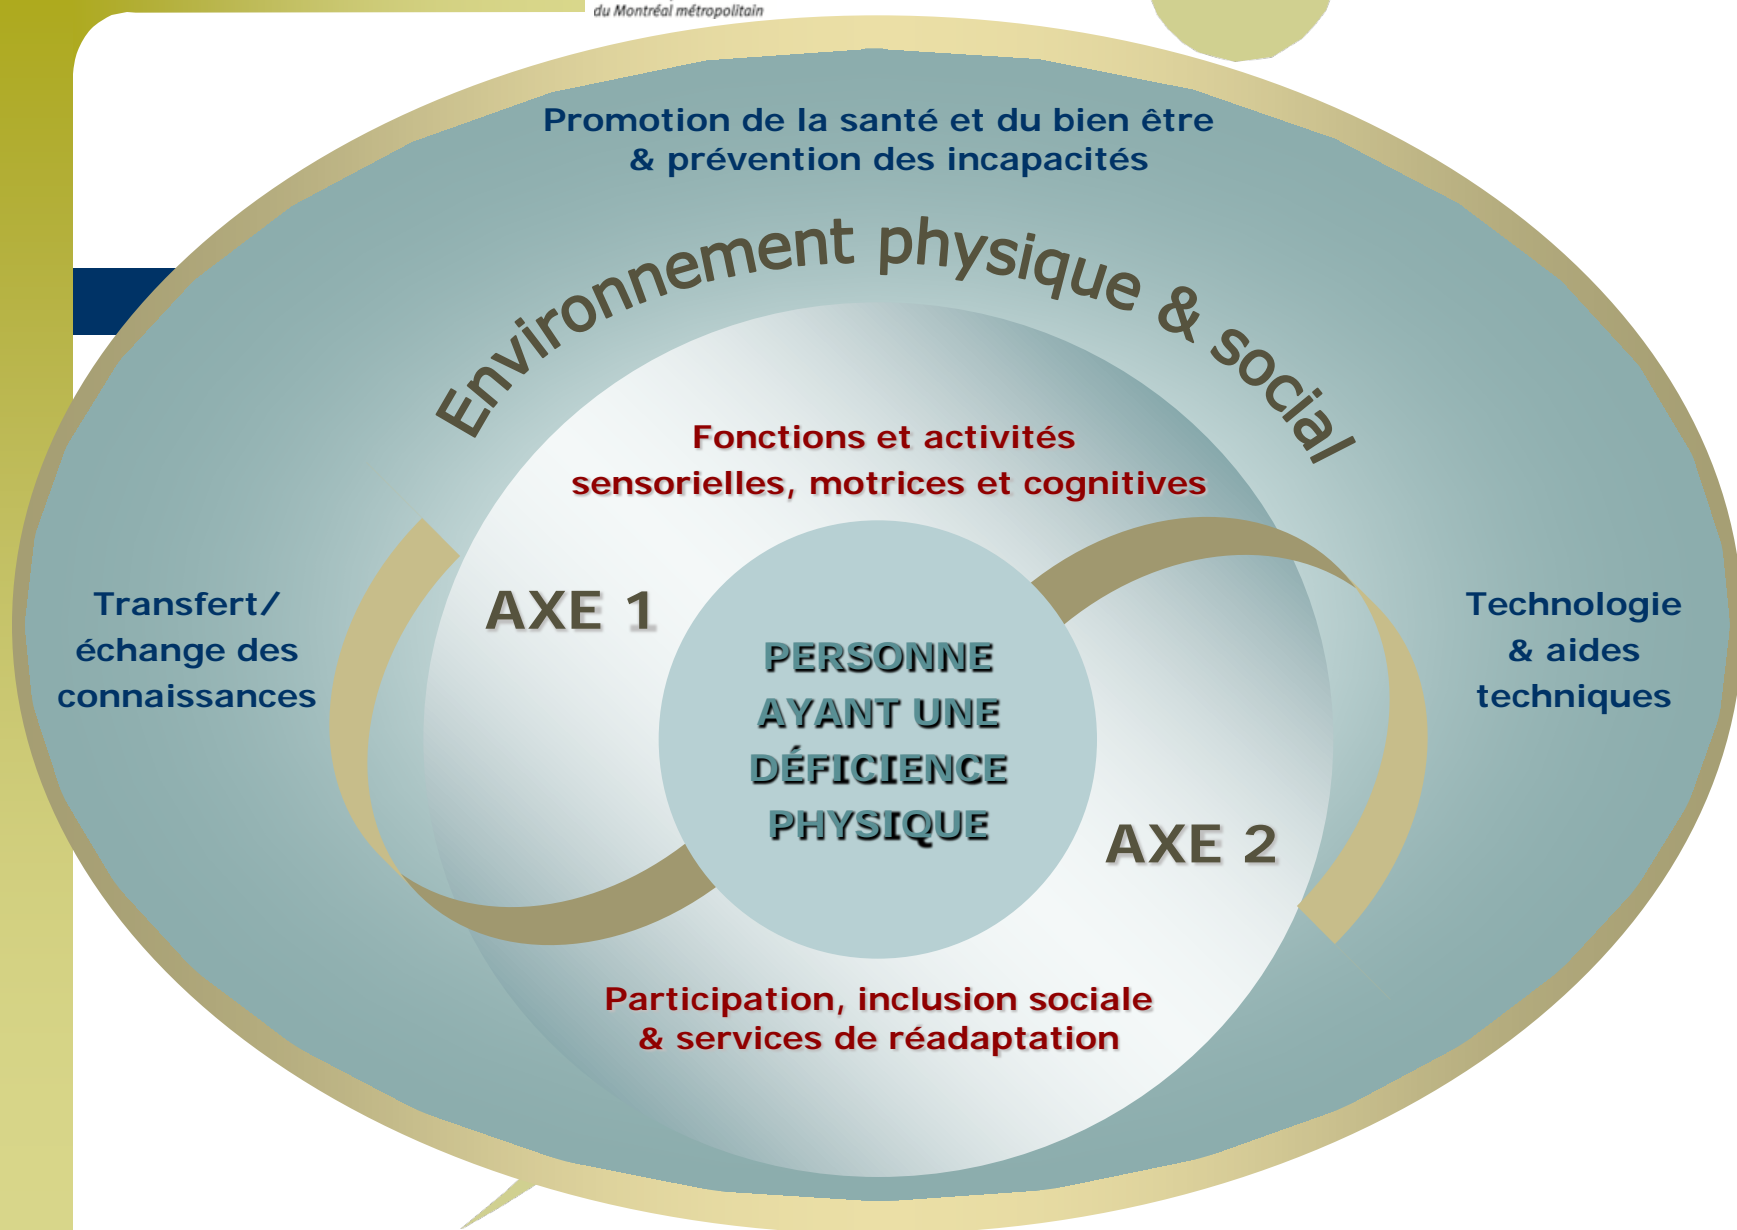 du Montréal métropolitain
Promotion de la santé et du bien être
& prévention des incapacités
Environnement physique & social
Fonctions et activités
sensorielles, motrices et cognitives
AXE 1
Transfert/
échange des
connaissances
PERSONNE
AYANT UNE
DÉFICIENCE
PHYSIQUE
Technologie
& aides
techniques
AXE 2
Participation, inclusion sociale
& services de réadaptation